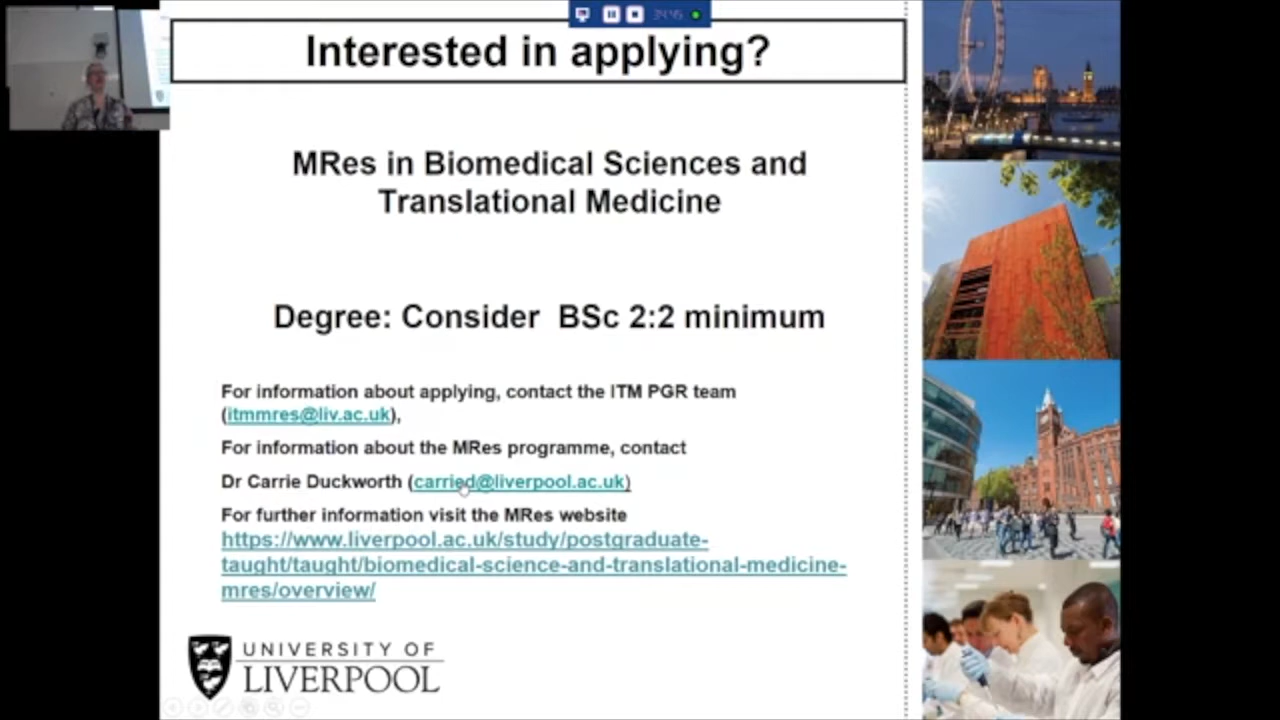 34:45
Interested in applying?
MRes in Biomedical Sciences and
Translational Medicine
Degree: Consider BSc 2:2 minimum
For information about applying, contact the ITM PGR team
(itmmres@liv.ac.uk),
For information about the MRes programme, contact
Dr Carrie Duckworth (carried@liverpool.ac.uk)
For further information visit the MRes website
https://www.liverpool.ac.uk/study/postgraduate-
taught/taught/biomedical-science-and-translational-medicine-
mres/overview/
UNIVERSITY OF
LIVERPOOL